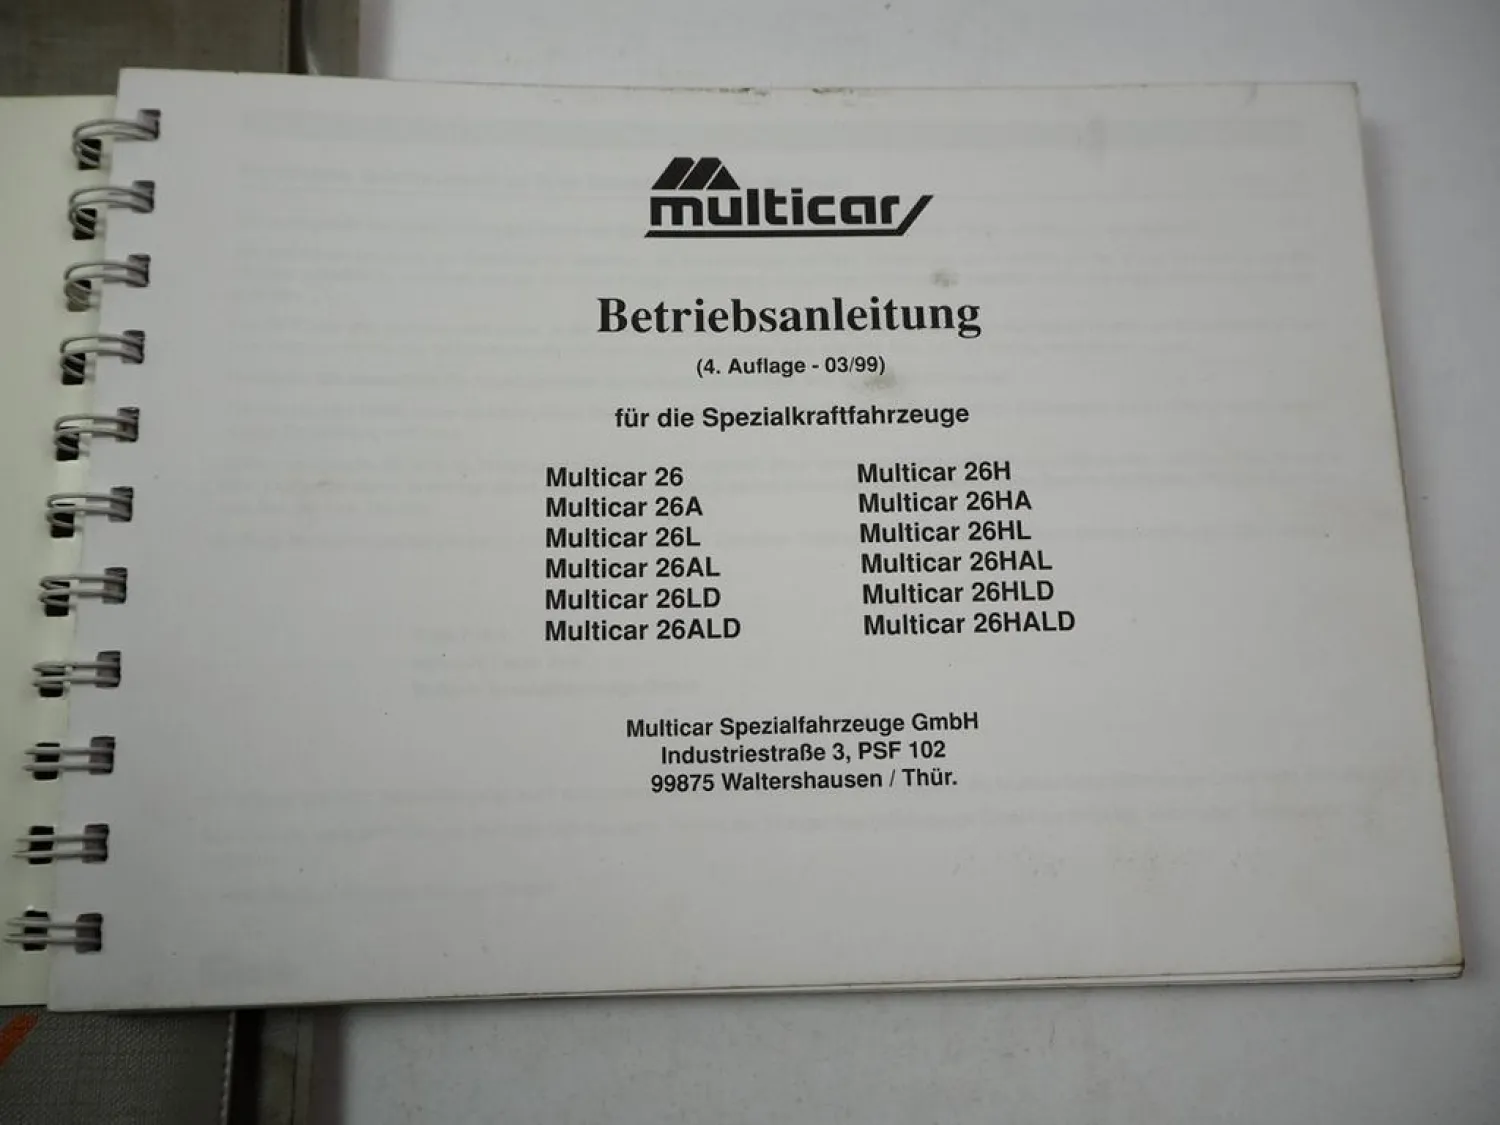 multicar
Betriebsanleitung
(4. Auflage - 03/99)
für die Spezialkraftfahrzeuge
Multicar 26
Multicar 26A
Multicar 26L
Multicar 26AL
Multicar 26LD
Multicar 26ALD
Multicar 26H
Multicar 26HA
Multicar 26HL
Multicar 26HAL
Multicar 26HLD
Multicar 26HALD
Multicar Spezialfahrzeuge GmbH
Industriestraße 3, PSF 102
99875 Waltershausen / Thür.